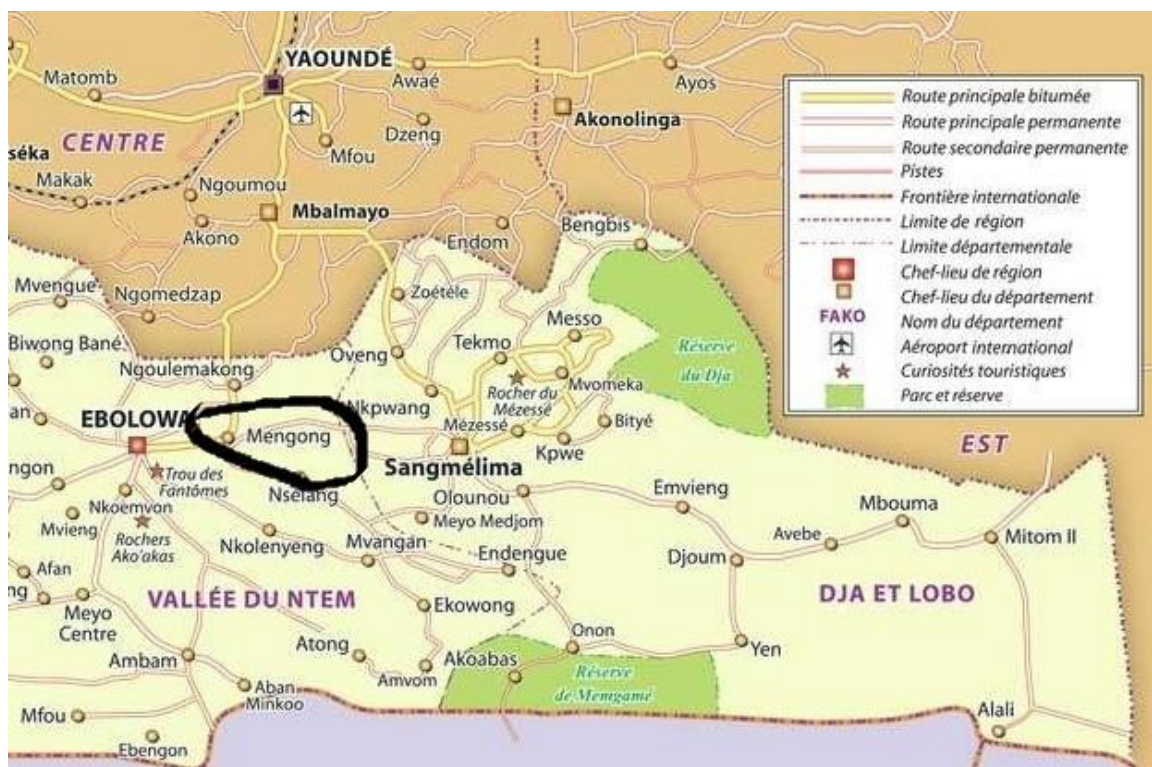 YAOUNDÉ
Matomb
Awaé
Ayos
Akonolinga
CENTRE
Dzeng
Mfou
séka
Makak
Ngoumou
Mbalmayo
Akono
Endom
Bengbis
Mvengue
Ngomedzap
Zoétèle
Messo
Biwong Bané
Oveng
Tekmo
Réserve
du Dja
Ngoulemakong
Rocher du
Mézessé
Mvomeka
an
EBOLOWA
Nkpwang
Mézessé
Bityé
Mengong
Kpwe
EST
Sangmélima
ngon
Trou des
Fantômes
Nselang
Olounou
Emvieng
Mbouma
Nkoemvon
Meyo Medjom
Mvieng
Rochers
Ako'akas
Nkolenyeng
Mvangan
Endengue
Avebe
Mitom II
Afan
Djoum
ng
VALLÉE DU NTEM
DJA ET LOBO
Meyo
Centre
Ekowong
Atong
Onon
Yen
Ambam
Akoabas
Amvom
Réserve
de Memgamé
Aban
Minkoo
Mfou
Alali
Ebengon
Route principale bitumée
Route principale permanente
Route secondaire permanente
Pistes
Frontière internationale
Limite de région
Limite départementale
Chef-lieu de région
Chef-lieu du département
FAKO Nom du département
Aéroport international
Curiosités touristiques
Parc et réserve